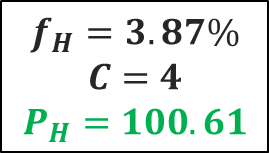 f_H = 3.87%
C = 4
P_H = 100.61